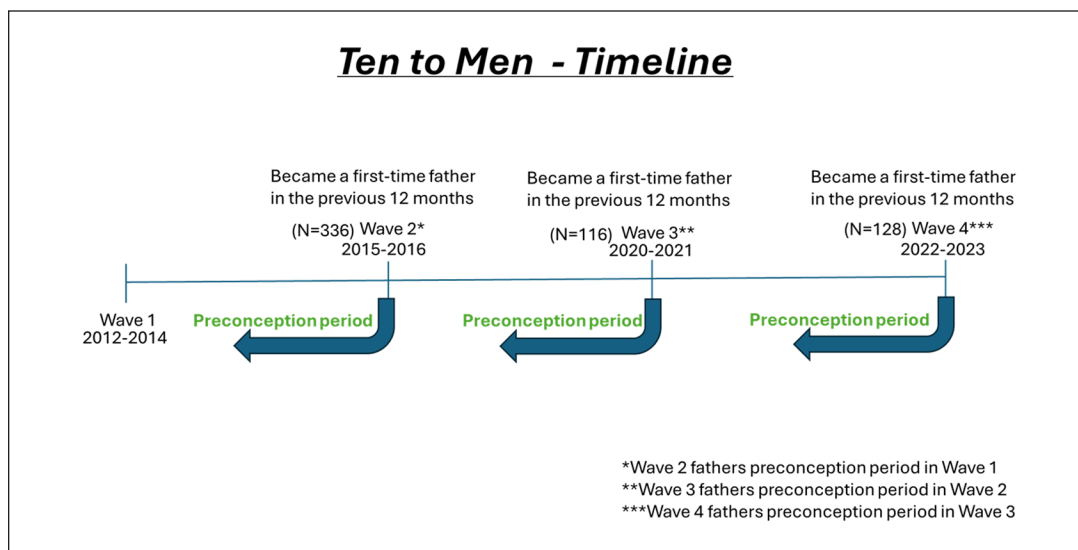 Ten to Men - Timeline
Became a first-time father
in the previous 12 months
(N=336) Wave 2*
2015-2016
Became a first-time father
in the previous 12 months
(N=116) Wave 3**
2020-2021
Became a first-time father
in the previous 12 months
(N=128) Wave 4***
2022-2023
Wave 1
2012-2014
Preconception period
Preconception period
Preconception period
*Wave 2 fathers preconception period in Wave 1
**Wave 3 fathers preconception period in Wave 2
***Wave 4 fathers preconception period in Wave 3